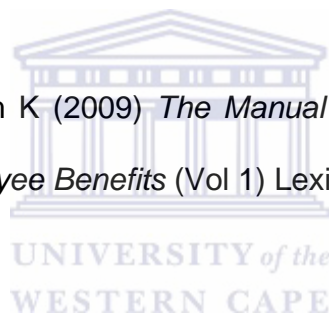 n K (2009) The Manual
yee Benefits (Vol 1) Lexi
UNIVERSITY of the
WESTERN CAPE